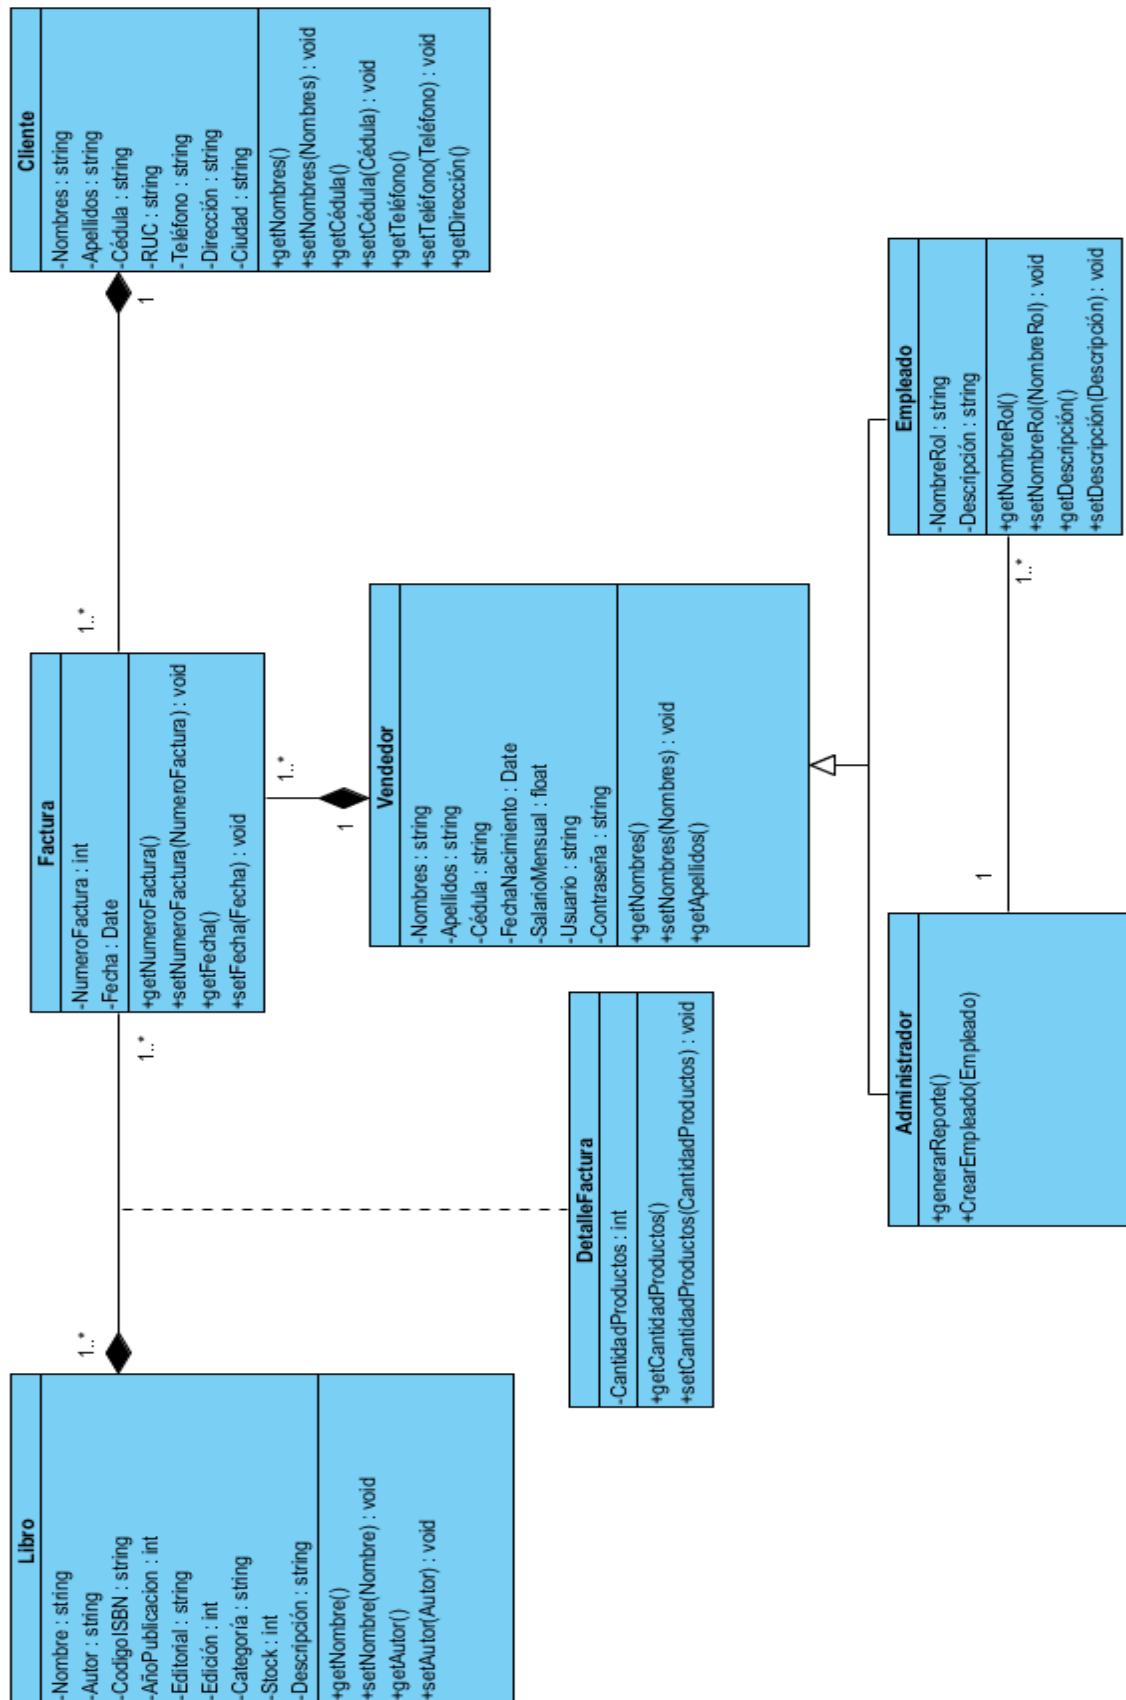 Libro
-Nombre : string
-Autor : string
-CodigoISBN : string
-AñoPublicacion : int
-Editorial : string
-Edición : int
-Categoría : string
-Stock : int
-Descripción : string
+getNombre()
+setNombre(Nombre) : void
+getAutor()
+setAutor(Autor) : void
1..*
1..*
Factura
-NumeroFactura : int
-Fecha : Date
+getNumeroFactura()
+setNumeroFactura(NumeroFactura) : void
+getFecha()
+setFecha(Fecha) : void
1..*
1
Cliente
-Nombres : string
-Apellidos : string
-Cédula : string
-RUC : string
-Teléfono : string
-Dirección : string
-Ciudad : string
+getNombres()
+setNombres(Nombres) : void
+getCédula()
+setCédula(Cédula) : void
+getTeléfono()
+setTeléfono(Teléfono) : void
+getDirección()
1..*
1
Vendedor
-Nombres : string
-Apellidos : string
-Cédula : string
-FechaNacimiento : Date
-SalarioMensual : float
-Usuario : string
-Contraseña : string
+getNombres()
+setNombres(Nombres) : void
+getApellidos()
DetalleFactura
-CantidadProductos : int
+getCantidadProductos()
+setCantidadProductos(CantidadProductos) : void
Administrador
+generarReporte()
+CrearEmpleado(Empleado)
1
1..*
Empleado
-NombreRol : string
-Descripción : string
+getNombreRol()
+setNombreRol(NombreRol) : void
+getDescripción()
+setDescripción(Descripción) : void